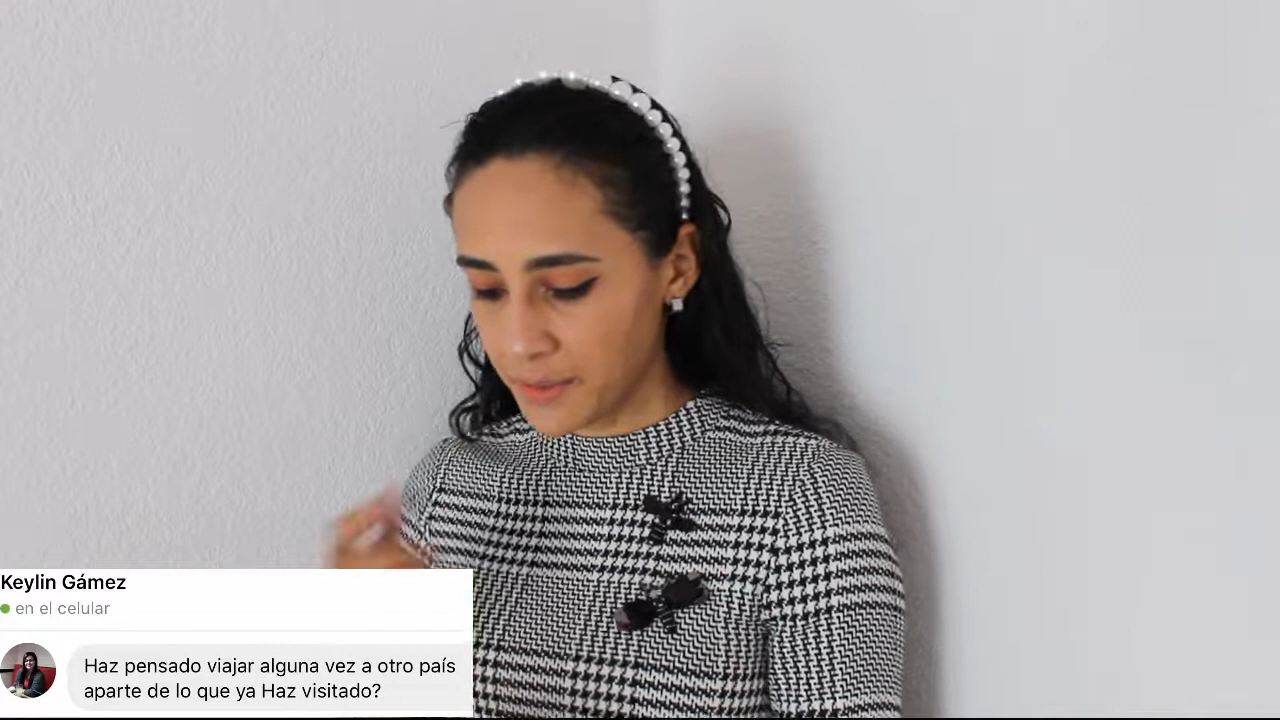 Keylin Gámez
en el celular
Haz pensado viajar alguna vez a otro país
aparte de lo que ya Haz visitado?